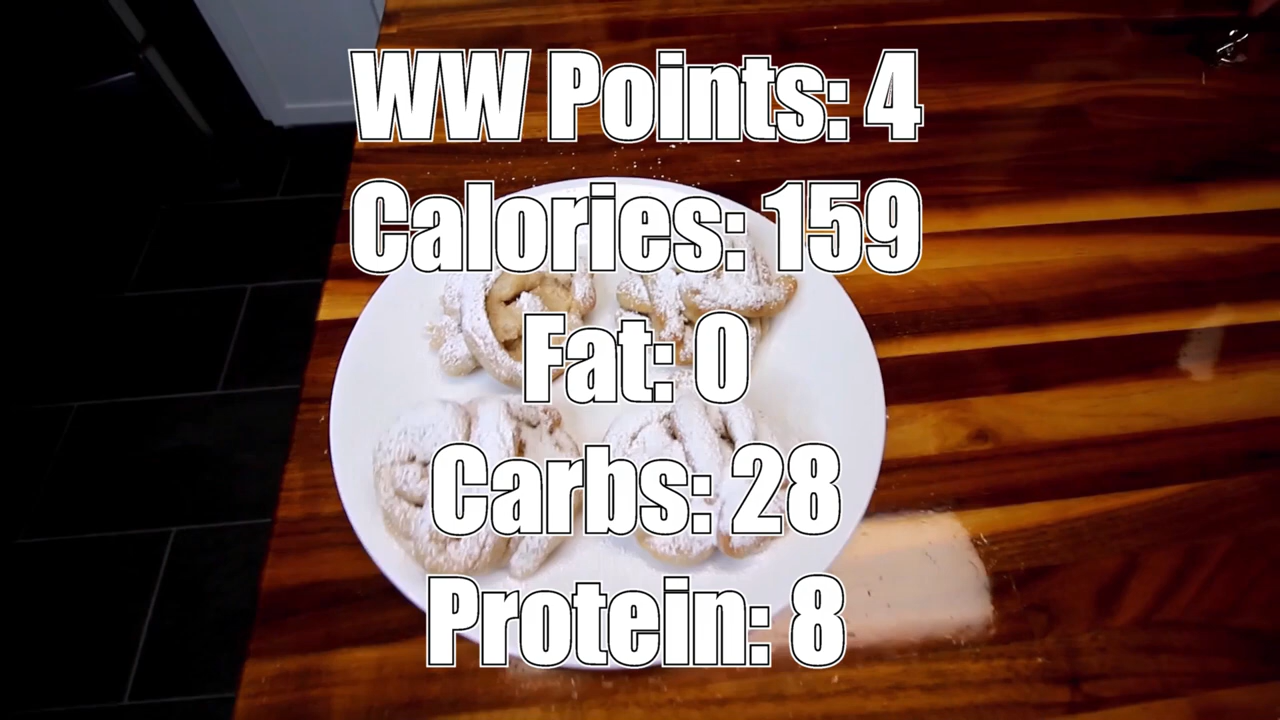 WW Points: 4
Calories: 159
Fat: 0
Carbs: 28
Protein: 8